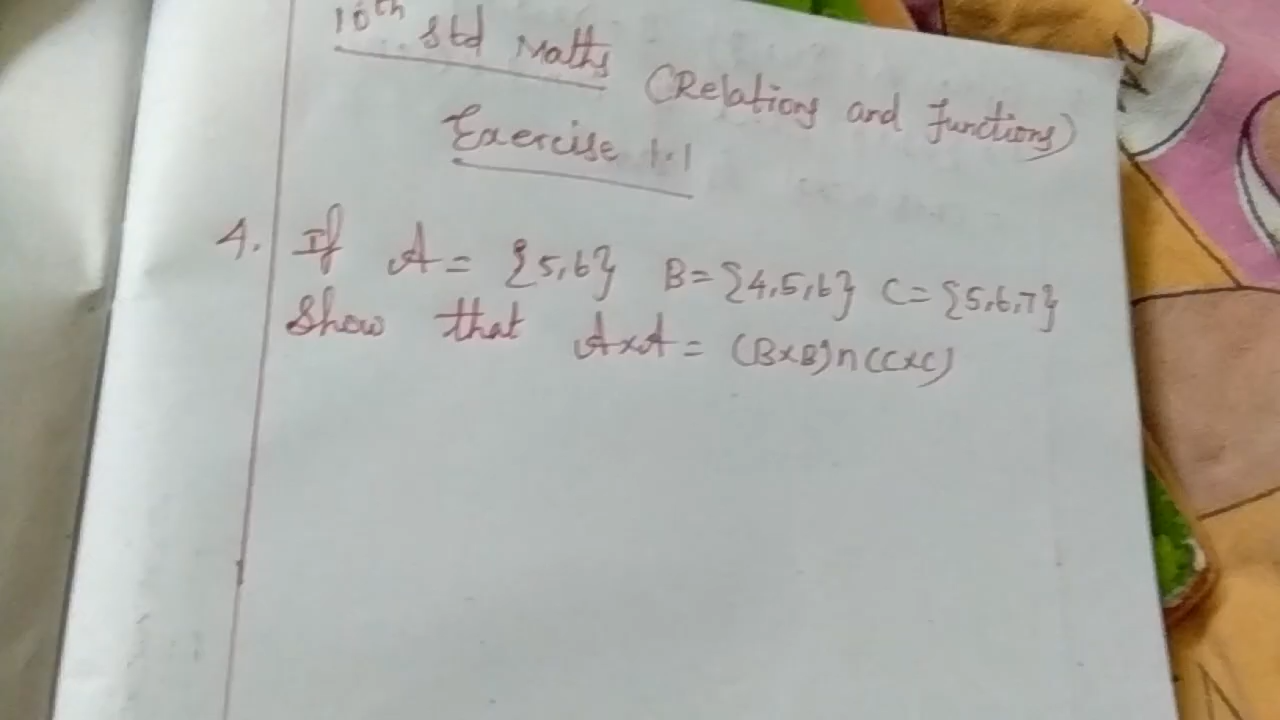 10th Std Maths (Relations and functions)
Exercise 1.1
4. If A = {5,6} B = {4,5,6} C = {5,6,7}
Show that A×A = (B×B)∩(C×C)